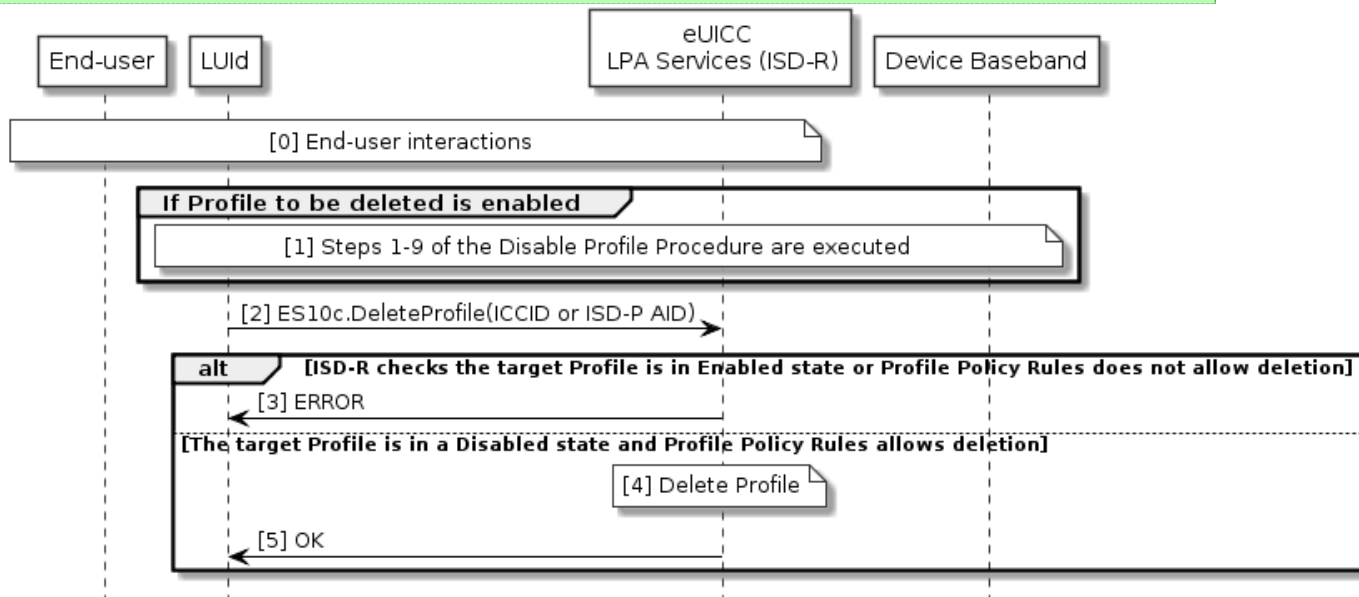 End-user
LUId
eUICC
LPA Services (ISD-R)
Device Baseband
[0] End-user interactions
If Profile to be deleted is enabled
[1] Steps 1-9 of the Disable Profile Procedure are executed
[2] ES10c.DeleteProfile(ICCID or ISD-P AID)
alt [ISD-R checks the target Profile is in Enabled state or Profile Policy Rules does not allow deletion]
[3] ERROR
[The target Profile is in a Disabled state and Profile Policy Rules allows deletion]
[4] Delete Profile
[5] OK